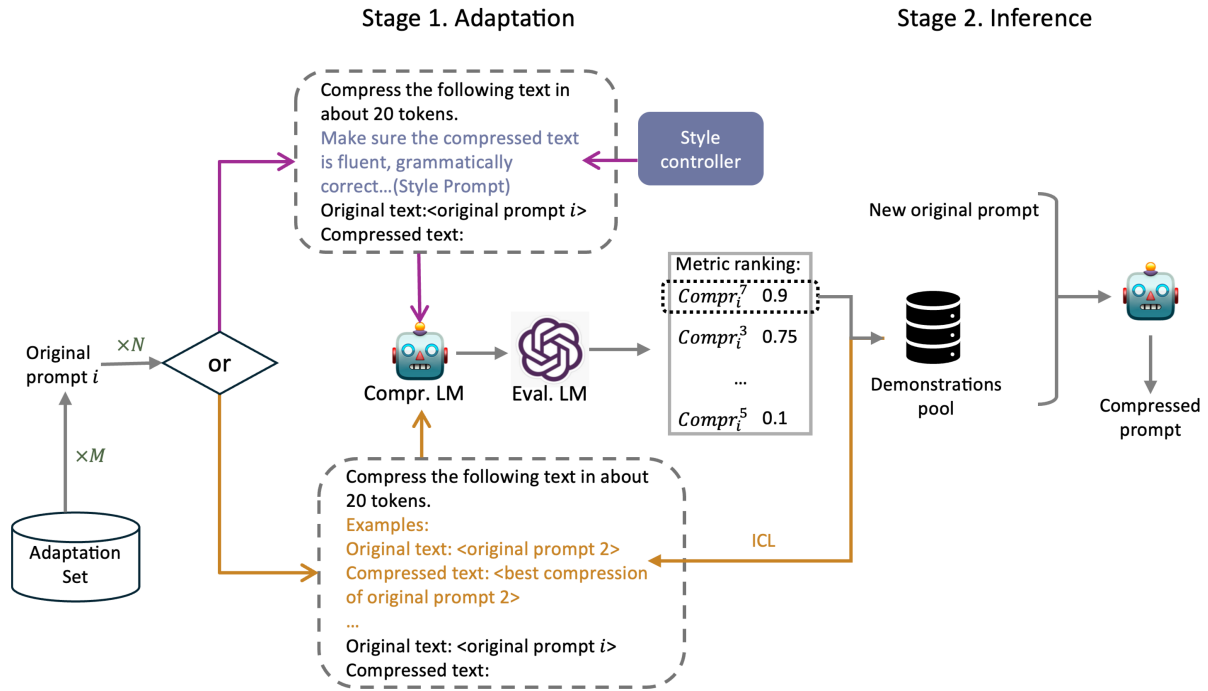 Stage 1. Adaptation
Stage 2. Inference
Compress the following text in
about 20 tokens.
Make sure the compressed text
is fluent, grammatically
correct…(Style Prompt)
Original text:<original prompt i>
Compressed text:
Style
controller
New original prompt
Metric ranking:
Compr_i^7 0.9
Compr_i^3 0.75
...
Compr_i^5 0.1
Original
prompt i
×N
or
Compr. LM
Eval. LM
Demonstrations
pool
Compressed
prompt
×M
Adaptation
Set
Compress the following text in about
20 tokens.
Examples:
Original text: <original prompt 2>
Compressed text: <best compression
of original prompt 2>
...
Original text: <original prompt i>
Compressed text:
ICL